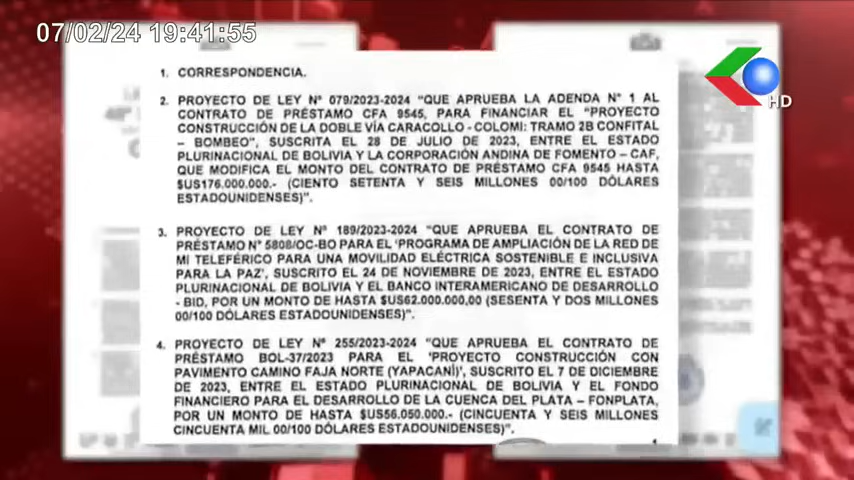 07/02/24 19:41:55
HD
1. CORRESPONDENCIA.
2. PROYECTO DE LEY N° 079/2023-2024 "QUE APRUEBA LA ADENDA N° 1 AL
CONTRATO DE PRÉSTAMO CFA 9545, PARA FINANCIAR EL "PROYECTO
CONSTRUCCIÓN DE LA DOBLE VÍA CARACOLLO - COLOMI: TRAMO 2B CONFITAL
– BOMBEO", SUSCRITA EL 28 DE JULIO DE 2023, ENTRE EL ESTADO
PLURINACIONAL DE BOLIVIA Y LA CORPORACIÓN ANDINA DE FOMENTO – CAF,
QUE MODIFICA EL MONTO DEL CONTRATO DE PRÉSTAMO CFA 9545 HASTA
$US176.000.000.- (CIENTO SETENTA Y SEIS MILLONES 00/100 DÓLARES
ESTADOUNIDENSES)".
3. PROYECTO DE LEY N° 189/2023-2024 "QUE APRUEBA EL CONTRATO DE
PRÉSTAMO N° 5808/OC-BO PARA EL 'PROGRAMA DE AMPLIACIÓN DE LA RED DE
MI TELEFÉRICO PARA UNA MOVILIDAD ELÉCTRICA SOSTENIBLE E INCLUSIVA
PARA LA PAZ', SUSCRITO EL 24 DE NOVIEMBRE DE 2023, ENTRE EL ESTADO
PLURINACIONAL DE BOLIVIA Y EL BANCO INTERAMERICANO DE DESARROLLO
- BID, POR UN MONTO DE HASTA $US62.000.000,00 (SESENTA Y DOS MILLONES
00/100 DÓLARES ESTADOUNIDENSES)".
4. PROYECTO DE LEY N° 255/2023-2024 "QUE APRUEBA EL CONTRATO DE
PRÉSTAMO BOL-37/2023 PARA EL 'PROYECTO CONSTRUCCIÓN CON
PAVIMENTO CAMINO FAJA NORTE (YAPACANÍ)', SUSCRITO EL 7 DE DICIEMBRE
DE 2023, ENTRE EL ESTADO PLURINACIONAL DE BOLIVIA Y EL FONDO
FINANCIERO PARA EL DESARROLLO DE LA CUENCA DEL PLATA – FONPLATA,
POR UN MONTO DE HASTA $US56.050.000.- (CINCUENTA Y SEIS MILLONES
CINCUENTA MIL 00/100 DÓLARES ESTADOUNIDENSES)".
1